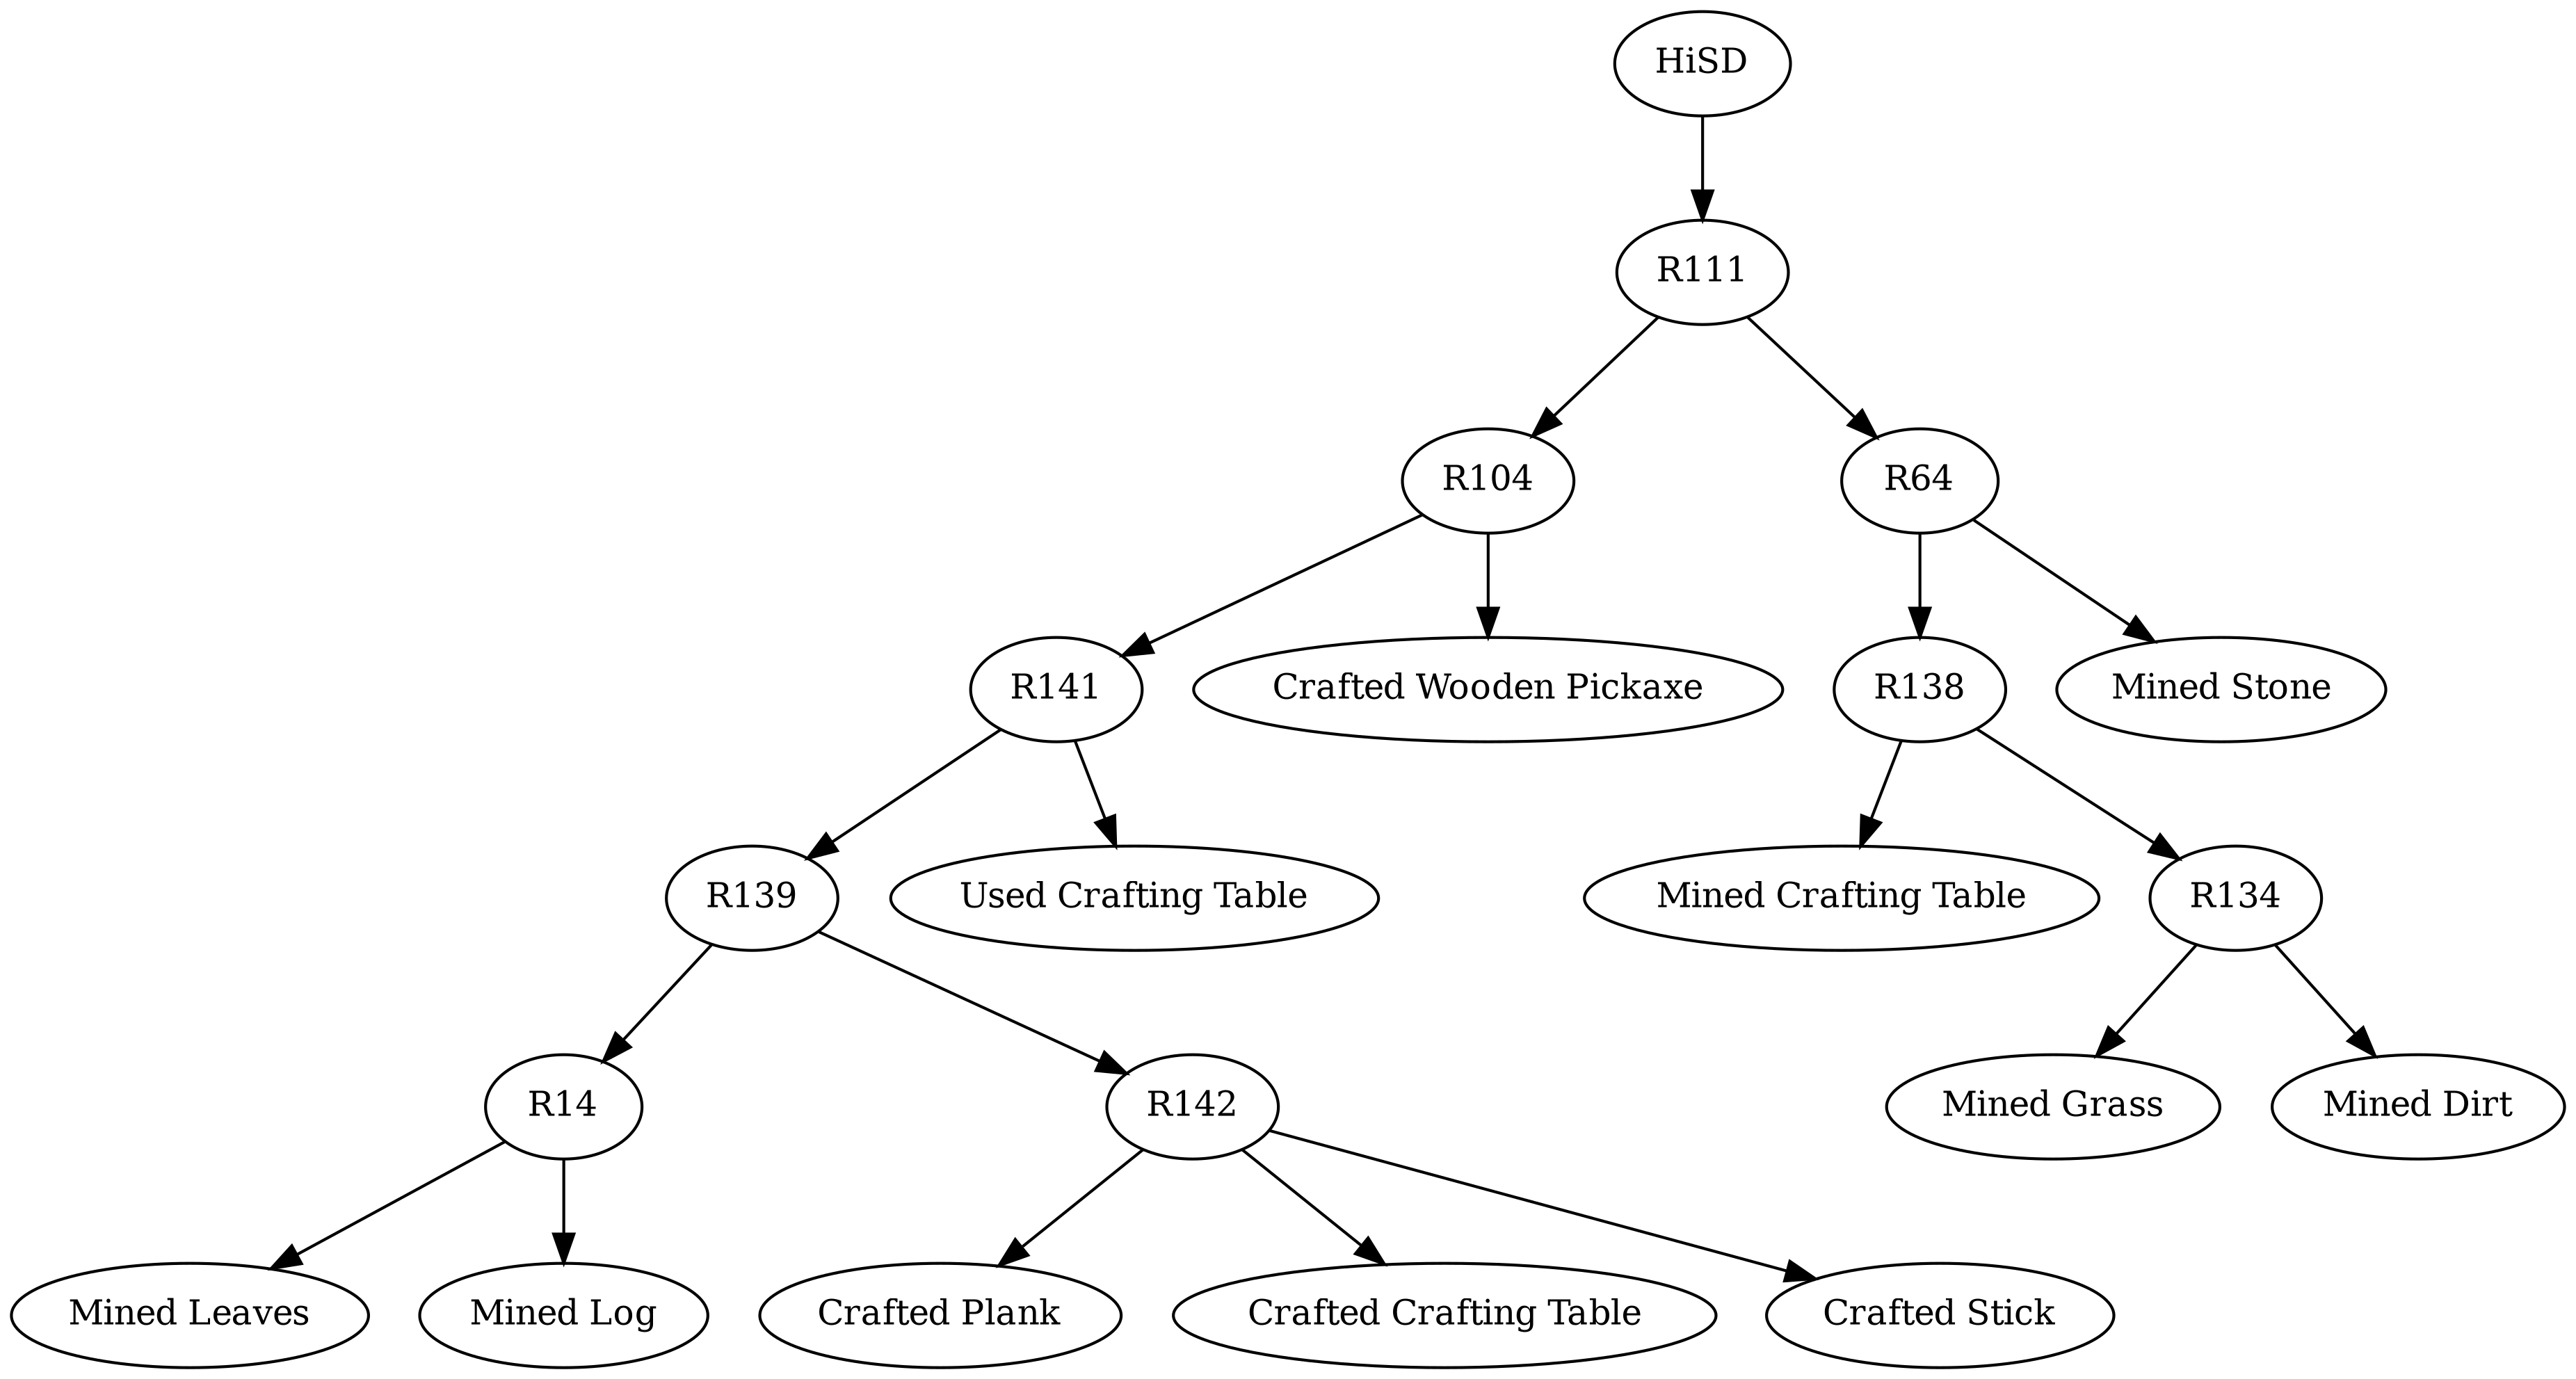 HiSD
R111
R104
R64
R141
Crafted Wooden Pickaxe
R138
Mined Stone
R139
Used Crafting Table
Mined Crafting Table
R134
R14
R142
Mined Grass
Mined Dirt
Mined Leaves
Mined Log
Crafted Plank
Crafted Crafting Table
Crafted Stick